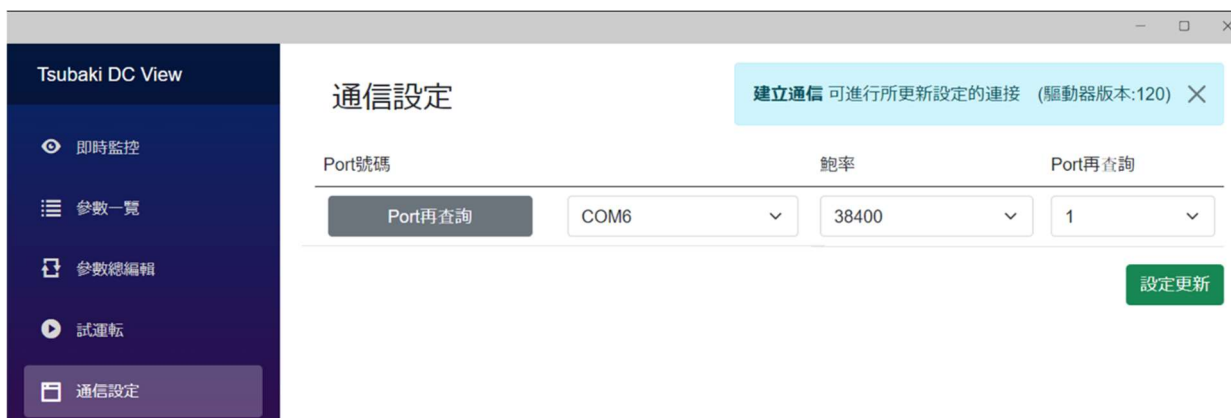 Tsubaki DC View
即時監控
參數一覽
參數總編輯
試運転
通信設定
通信設定
建立通信 可進行所更新設定的連接 (驅動器版本:120)
Port號碼 鮑率 Port再查詢
Port再查詢 COM6 38400 1
設定更新